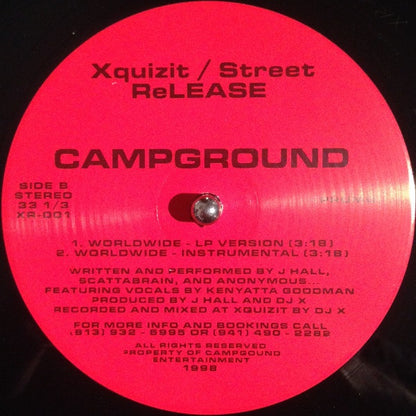 Xquizit / Street
ReLEASE
CAMPGROUND
SIDE B
STEREO
33 1/3
XR-001
1. WORLDWIDE - LP VERSION (3:18)
2. WORLDWIDE - INSTRUMENTAL (3:18)
WRITTEN AND PERFORMED BY J HALL,
SCATTABRAIN, AND ANONYMOUS...
FEATURING VOCALS BY KENYATTA GOODMAN
PRODUCED BY J HALL AND DJ X
RECORDED AND MIXED AT XQUIZIT BY DJ X
FOR MORE INFO AND BOOKINGS CALL
(813) 932 - 5995 OR (941) 490 - 2282
ALL RIGHTS RESERVED
PROPERTY OF CAMPGOUND
ENTERTAINMENT
1998